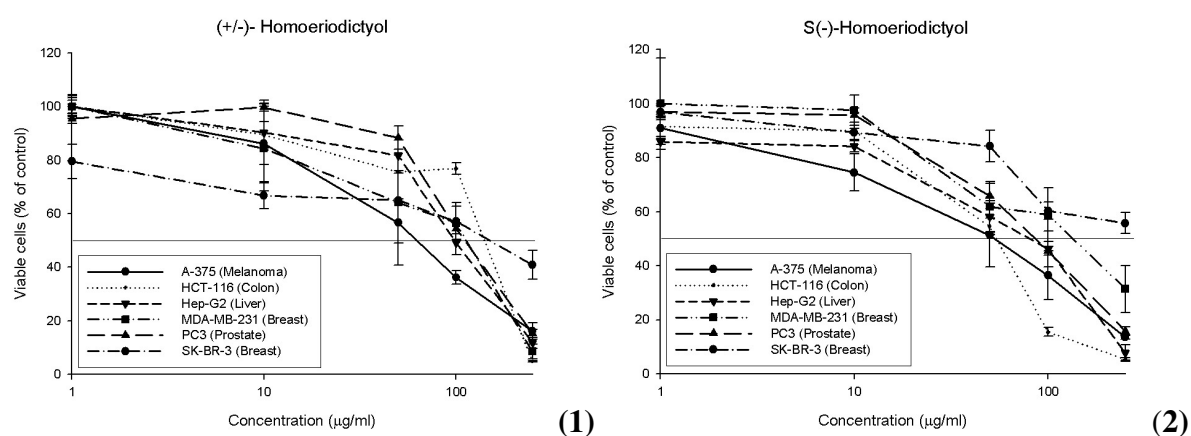 (+/-)- Homoeriodictyol
120
100
80
60
40
20
0
Viable cells (% of control)
A-375 (Melanoma)
HCT-116 (Colon)
Hep-G2 (Liver)
MDA-MB-231 (Breast)
PC3 (Prostate)
SK-BR-3 (Breast)
1
10
100
Concentration (μg/ml)
(1)
S(-)-Homoeriodictyol
120
100
80
60
40
20
0
Viable cells (% of control)
A-375 (Melanoma)
HCT-116 (Colon)
Hep-G2 (Liver)
MDA-MB-231 (Breast)
PC3 (Prostate)
SK-BR-3 (Breast)
1
10
100
Concentration (μg/ml)
(2)